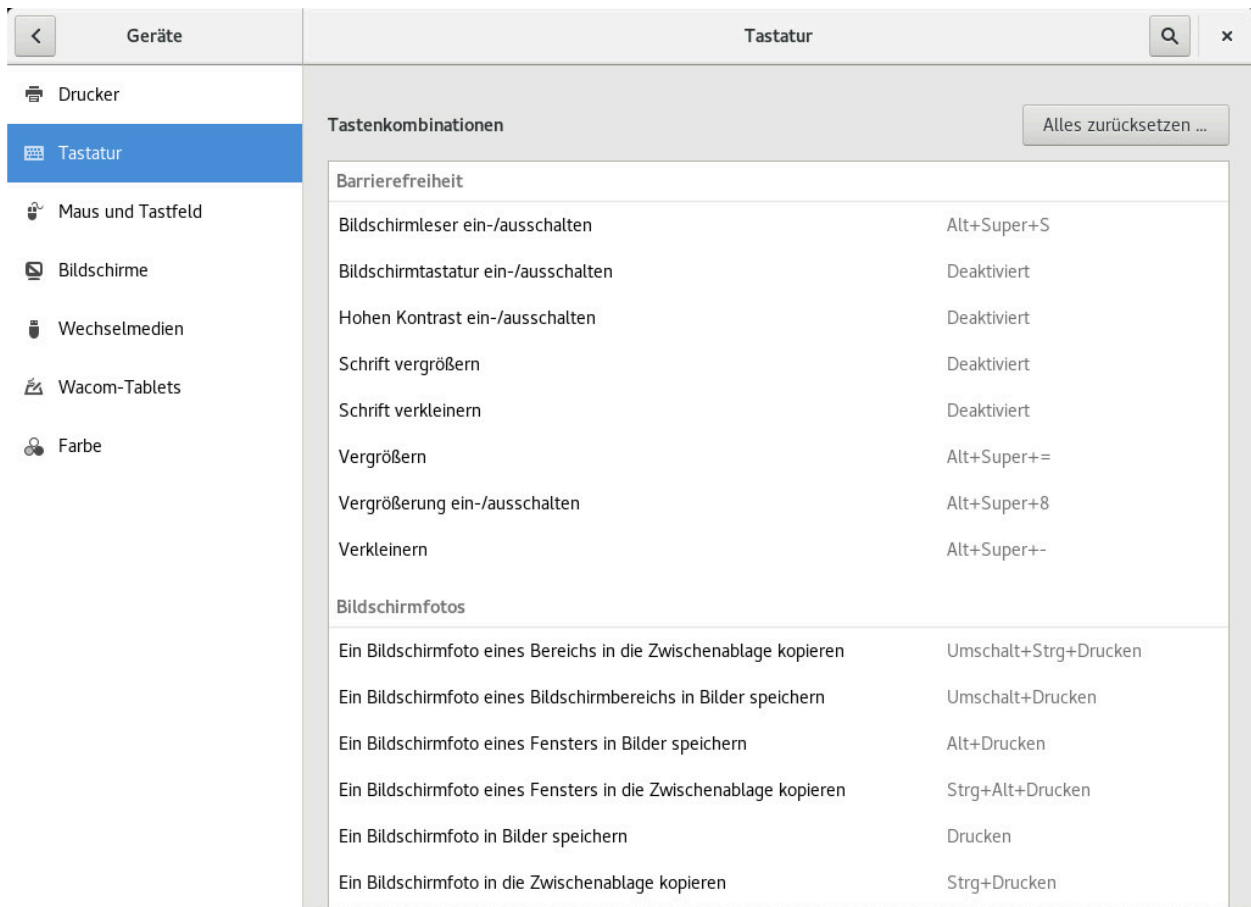 Geräte
Tastatur
Drucker
Tastatur
Maus und Tastfeld
Bildschirme
Wechselmedien
Wacom-Tablets
Farbe
Tastenkombinationen
Alles zurücksetzen ...
Barrierefreiheit
Bildschirmleser ein-/ausschalten Alt+Super+S
Bildschirmtastatur ein-/ausschalten Deaktiviert
Hohen Kontrast ein-/ausschalten Deaktiviert
Schrift vergrößern Deaktiviert
Schrift verkleinern Deaktiviert
Vergrößern Alt+Super+=
Vergrößerung ein-/ausschalten Alt+Super+8
Verkleinern Alt+Super+-
Bildschirmfotos
Ein Bildschirmfoto eines Bereichs in die Zwischenablage kopieren Umschalt+Strg+Drucken
Ein Bildschirmfoto eines Bildschirmbereichs in Bilder speichern Umschalt+Drucken
Ein Bildschirmfoto eines Fensters in Bilder speichern Alt+Drucken
Ein Bildschirmfoto eines Fensters in die Zwischenablage kopieren Strg+Alt+Drucken
Ein Bildschirmfoto in Bilder speichern Drucken
Ein Bildschirmfoto in die Zwischenablage kopieren Strg+Drucken